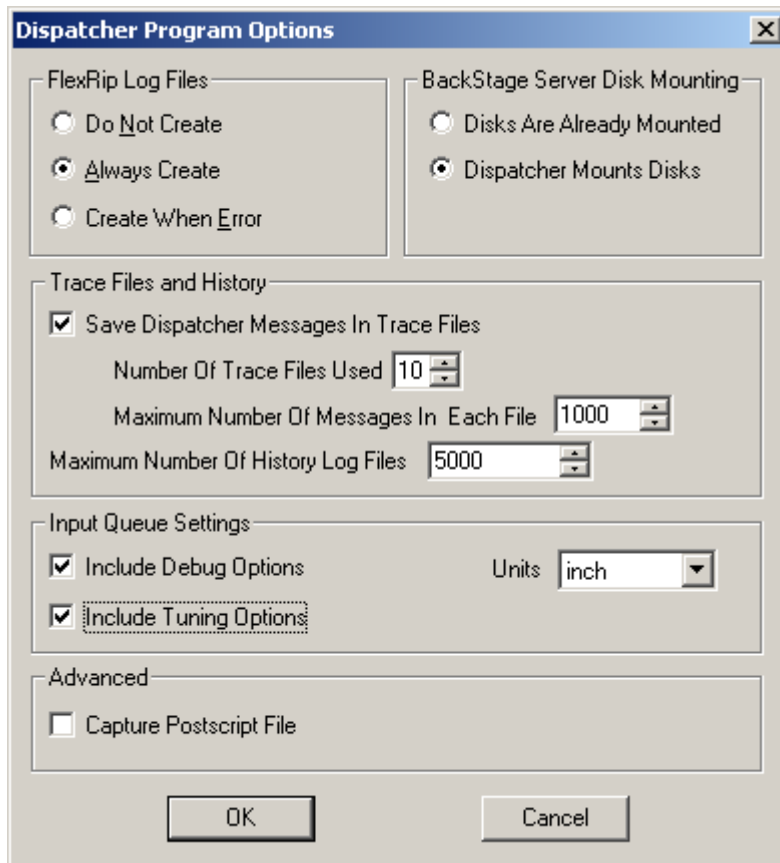 Dispatcher Program Options
FlexRip Log Files
Do Not Create
Always Create
Create When Error
BackStage Server Disk Mounting
Disks Are Already Mounted
Dispatcher Mounts Disks
Trace Files and History
Save Dispatcher Messages In Trace Files
Number Of Trace Files Used 10
Maximum Number Of Messages In Each File 1000
Maximum Number Of History Log Files 5000
Input Queue Settings
Include Debug Options
Units inch
Include Tuning Options
Advanced
Capture Postscript File
OK
Cancel